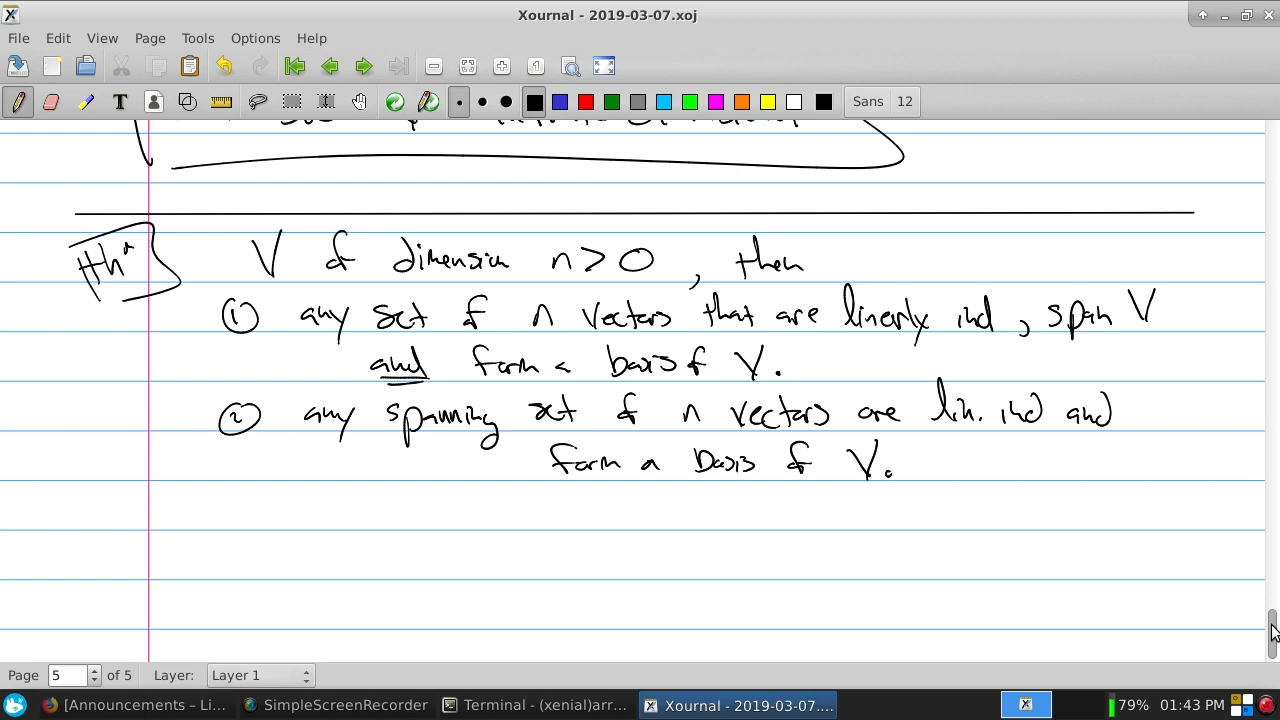 Xournal - 2019-03-07.xoj
File Edit View Page Tools Options Help
Sans 12
Thm V of dimension n > 0, then
① any set of n vectors that are linerly ind, span V
and form a basis of V.
② any spanning set of n vectors are lin. ind and
form a basis of V.
Page 5 of 5 Layer: Layer 1
[Announcements – Li... SimpleScreenRecorder Terminal - (xenial)arr... Xournal - 2019-03-07.... 79% 01:43 PM